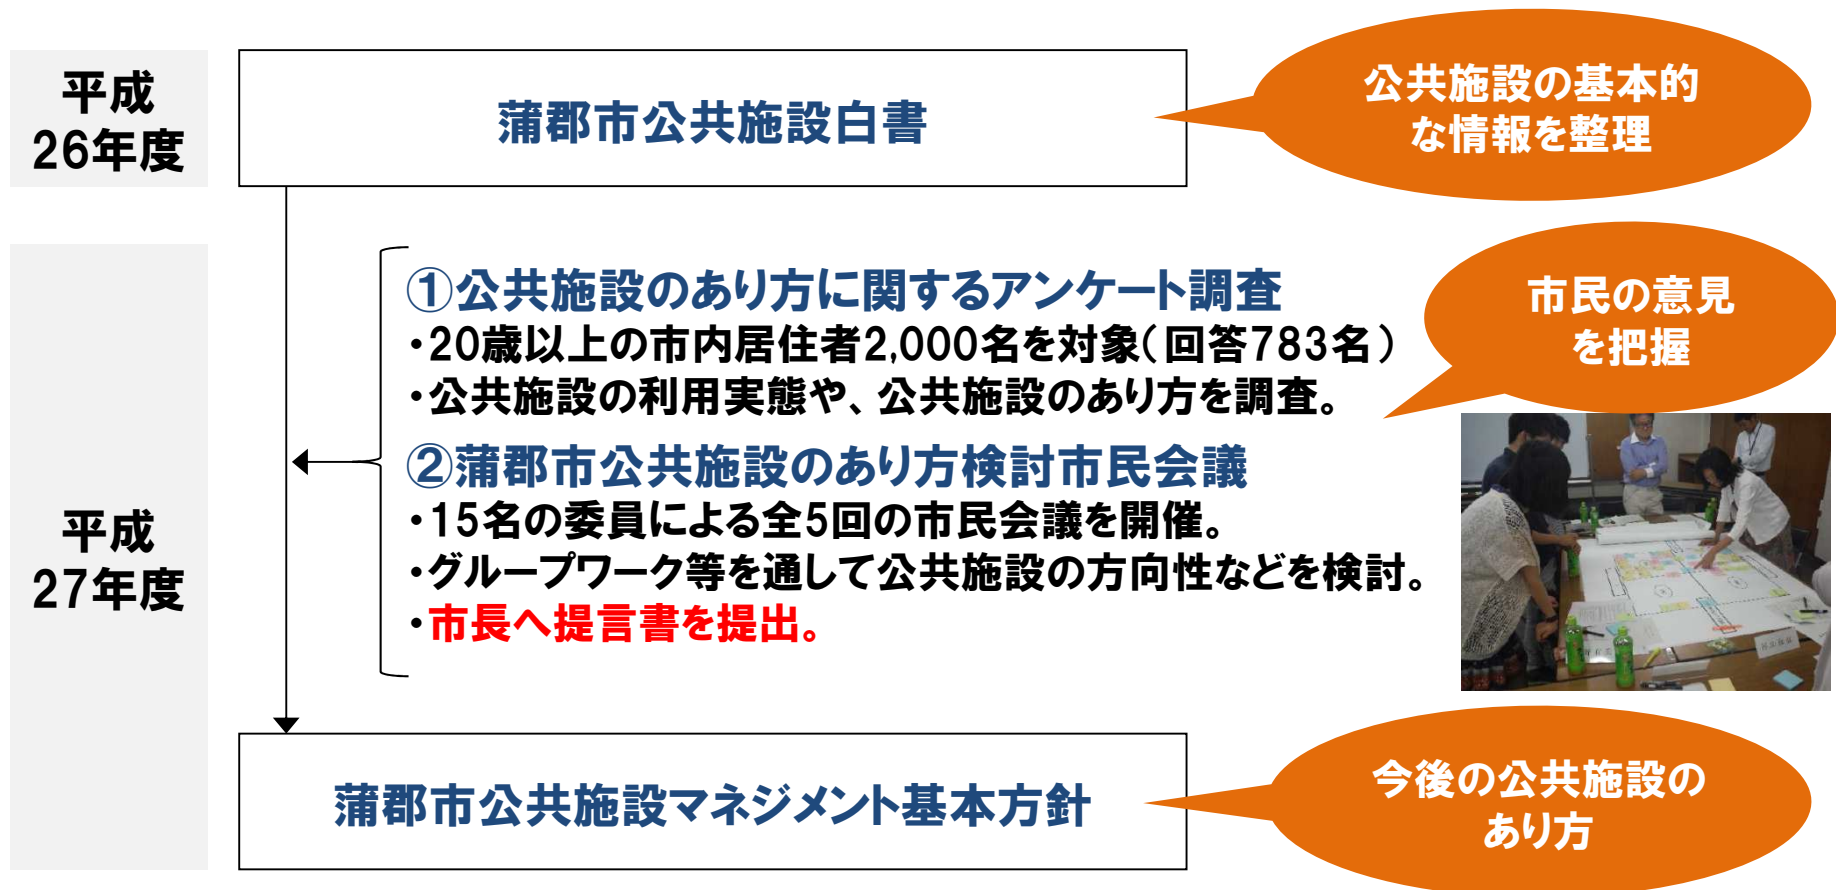 平成
26年度
蒲郡市公共施設白書
公共施設の基本的
な情報を整理
①公共施設のあり方に関するアンケート調査
・20歳以上の市内居住者2,000名を対象（回答783名）
・公共施設の利用実態や、公共施設のあり方を調査。
市民の意見
を把握
平成
27年度
②蒲郡市公共施設のあり方検討市民会議
・15名の委員による全5回の市民会議を開催。
・グループワーク等を通して公共施設の方向性などを検討。
・市長へ提言書を提出。
蒲郡市公共施設マネジメント基本方針
今後の公共施設の
あり方